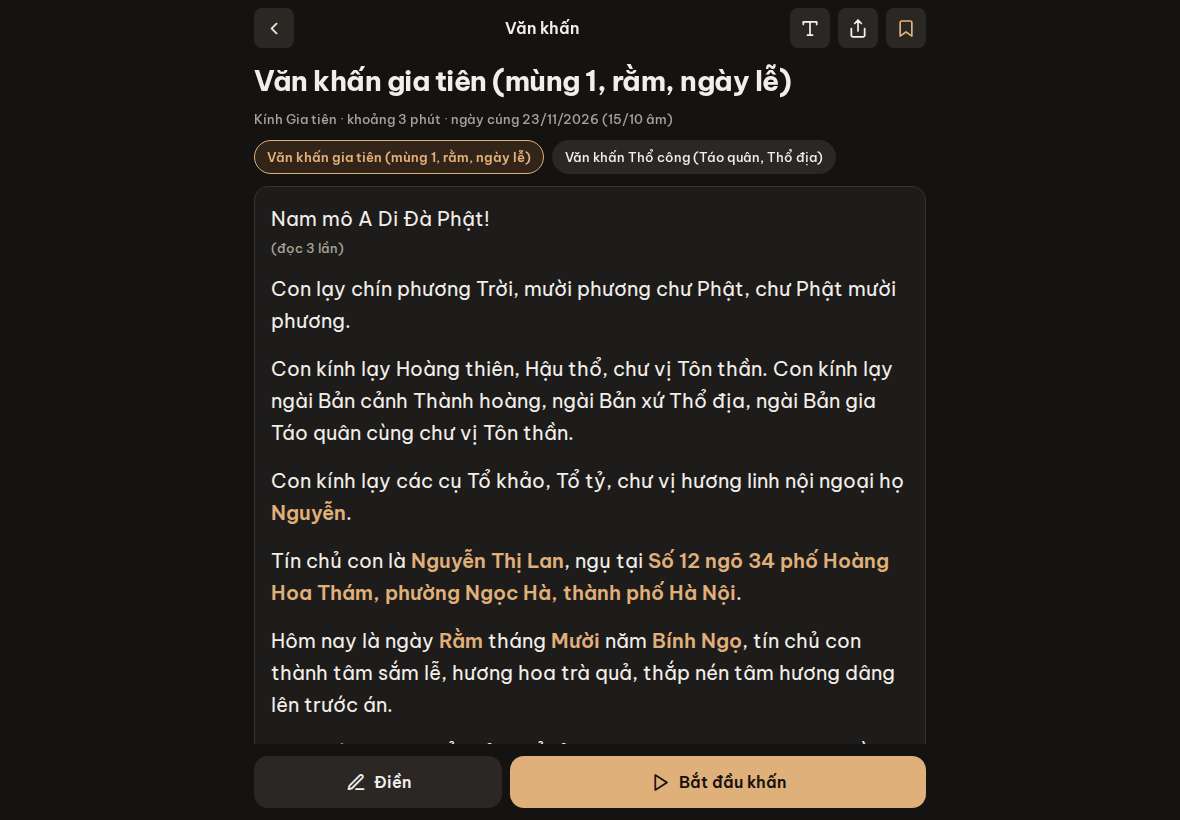 Văn khấn
Văn khấn gia tiên (mùng 1, rằm, ngày lễ)
Kính Gia tiên · khoảng 3 phút · ngày cúng 23/11/2026 (15/10 âm)
Văn khấn gia tiên (mùng 1, rằm, ngày lễ)
Văn khấn Thổ công (Táo quân, Thổ địa)
Nam mô A Di Đà Phật!
(đọc 3 lần)
Con lạy chín phương Trời, mười phương chư Phật, chư Phật mười
phương.
Con kính lạy Hoàng thiên, Hậu thổ, chư vị Tôn thần. Con kính lạy
ngài Bản cảnh Thành hoàng, ngài Bản xứ Thổ địa, ngài Bản gia
Táo quân cùng chư vị Tôn thần.
Con kính lạy các cụ Tổ khảo, Tổ tỷ, chư vị hương linh nội ngoại họ
Nguyễn.
Tín chủ con là Nguyễn Thị Lan, ngụ tại Số 12 ngõ 34 phố Hoàng
Hoa Thám, phường Ngọc Hà, thành phố Hà Nội.
Hôm nay là ngày Rằm tháng Mười năm Bính Ngọ, tín chủ con
thành tâm sắm lễ, hương hoa trà quả, thắp nén tâm hương dâng
lên trước án.
Điền
Bắt đầu khấn